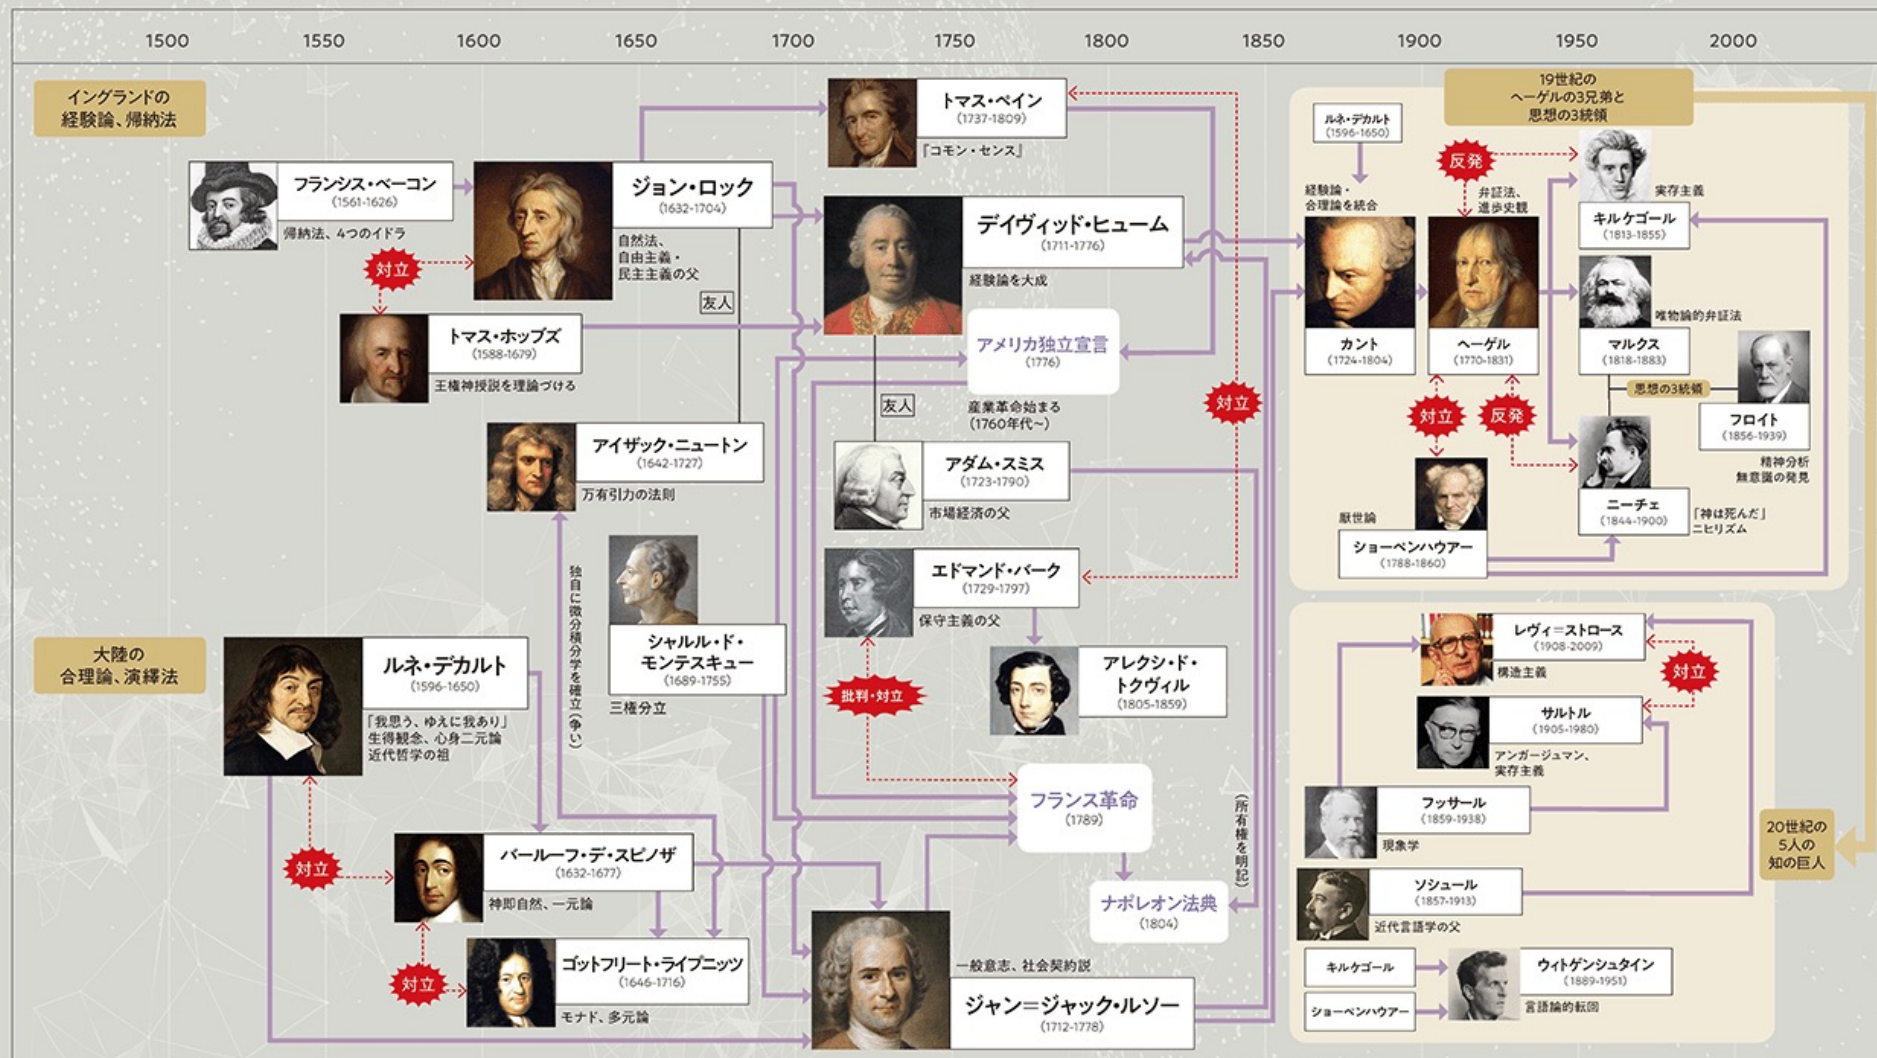 1500
1550
1600
1650
1700
1750
1800
1850
1900
1950
2000
イングランドの
経験論、帰納法
フランシス・ベーコン
(1561-1626)
帰納法、4つのイドラ
対立
ジョン・ロック
(1632-1704)
自然法、
自由主義・
民主主義の父
トマス・ホッブズ
(1588-1679)
王権神授説を理論づける
友人
アイザック・ニュートン
(1642-1727)
万有引力の法則
独自に微分積分学を確立(争い)
シャルル・ド・
モンテスキュー
(1689-1755)
三権分立
トマス・ペイン
(1737-1809)
『コモン・センス』
デイヴィッド・ヒューム
(1711-1776)
経験論を大成
アメリカ独立宣言
(1776)
産業革命始まる
(1760年代〜)
友人
対立
アダム・スミス
(1723-1790)
市場経済の父
エドマンド・バーク
(1729-1797)
保守主義の父
批判・対立
アレクシ・ド・
トクヴィル
(1805-1859)
フランス革命
(1789)
ナポレオン法典
(1804)
(所有権を明記)
大陸の
合理論、演繹法
ルネ・デカルト
(1596-1650)
「我思う、ゆえに我あり」
生得観念、心身二元論
近代哲学の祖
対立
バールーフ・デ・スピノザ
(1632-1677)
神即自然、一元論
対立
ゴットフリート・ライプニッツ
(1646-1716)
モナド、多元論
一般意志、社会契約説
ジャン=ジャック・ルソー
(1712-1778)
19世紀の
ヘーゲルの3兄弟と
思想の3統領
ルネ・デカルト
(1596-1650)
経験論・
合理論を統合
カント
(1724-1804)
反発
弁証法、
進歩史観
ヘーゲル
(1770-1831)
実存主義
キルケゴール
(1813-1855)
唯物論的弁証法
マルクス
(1818-1883)
思想の3統領
フロイト
(1856-1939)
精神分析
無意識の発見
対立
反発
ニーチェ
(1844-1900)
「神は死んだ」
ニヒリズム
厭世論
ショーペンハウアー
(1788-1860)
レヴィ=ストロース
(1908-2009)
構造主義
対立
サルトル
(1905-1980)
アンガージュマン、
実存主義
フッサール
(1859-1938)
現象学
20世紀の
5人の
知の巨人
ソシュール
(1857-1913)
近代言語学の父
キルケゴール
ショーペンハウアー
ウィトゲンシュタイン
(1889-1951)
言語論的転回